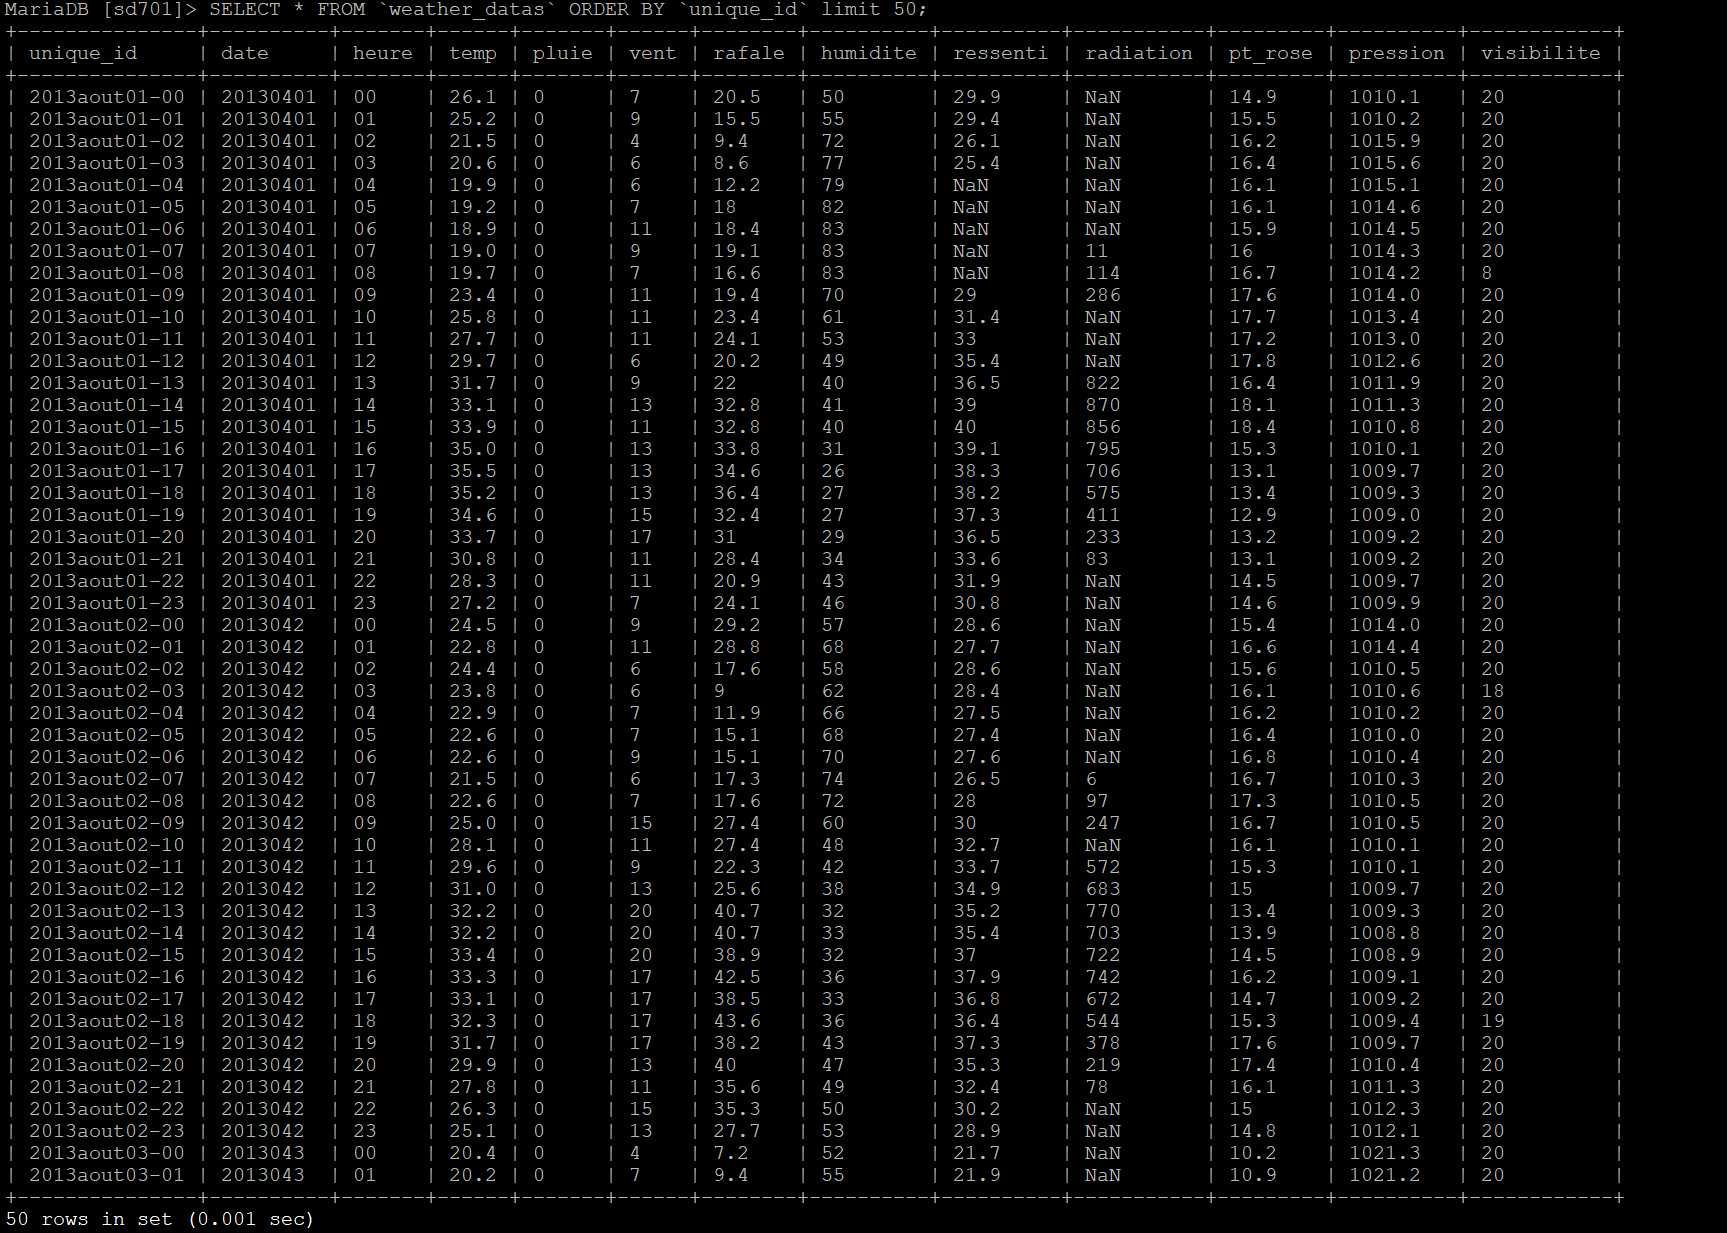 MariaDB [sd701]> SELECT * FROM `weather_datas` ORDER BY `unique_id` limit 50;
+---------------+----------+-------+------+-------+------+--------+----------+----------+-----------+---------+----------+------------+
| unique_id     | date     | heure | temp | pluie | vent | rafale | humidite | ressenti | radiation | pt_rose | pression | visibilite |
+---------------+----------+-------+------+-------+------+--------+----------+----------+-----------+---------+----------+------------+
| 2013aout01-00 | 20130401 | 00    | 26.1 | 0     | 7    | 20.5   | 50       | 29.9     | NaN       | 14.9    | 1010.1   | 20         |
| 2013aout01-01 | 20130401 | 01    | 25.2 | 0     | 9    | 15.5   | 55       | 29.4     | NaN       | 15.5    | 1010.2   | 20         |
| 2013aout01-02 | 20130401 | 02    | 21.5 | 0     | 4    | 9.4    | 72       | 26.1     | NaN       | 16.2    | 1015.9   | 20         |
| 2013aout01-03 | 20130401 | 03    | 20.6 | 0     | 6    | 8.6    | 77       | 25.4     | NaN       | 16.4    | 1015.6   | 20         |
| 2013aout01-04 | 20130401 | 04    | 19.9 | 0     | 6    | 12.2   | 79       | NaN      | NaN       | 16.1    | 1015.1   | 20         |
| 2013aout01-05 | 20130401 | 05    | 19.2 | 0     | 7    | 18     | 82       | NaN      | NaN       | 16.1    | 1014.6   | 20         |
| 2013aout01-06 | 20130401 | 06    | 18.9 | 0     | 11   | 18.4   | 83       | NaN      | NaN       | 15.9    | 1014.5   | 20         |
| 2013aout01-07 | 20130401 | 07    | 19.0 | 0     | 9    | 19.1   | 83       | NaN      | 11        | 16      | 1014.3   | 20         |
| 2013aout01-08 | 20130401 | 08    | 19.7 | 0     | 7    | 16.6   | 83       | NaN      | 114       | 16.7    | 1014.2   | 8          |
| 2013aout01-09 | 20130401 | 09    | 23.4 | 0     | 11   | 19.4   | 70       | 29       | 286       | 17.6    | 1014.0   | 20         |
| 2013aout01-10 | 20130401 | 10    | 25.8 | 0     | 11   | 23.4   | 61       | 31.4     | NaN       | 17.7    | 1013.4   | 20         |
| 2013aout01-11 | 20130401 | 11    | 27.7 | 0     | 11   | 24.1   | 53       | 33       | NaN       | 17.2    | 1013.0   | 20         |
| 2013aout01-12 | 20130401 | 12    | 29.7 | 0     | 6    | 20.2   | 49       | 35.4     | NaN       | 17.8    | 1012.6   | 20         |
| 2013aout01-13 | 20130401 | 13    | 31.7 | 0     | 9    | 22     | 40       | 36.5     | 822       | 16.4    | 1011.9   | 20         |
| 2013aout01-14 | 20130401 | 14    | 33.1 | 0     | 13   | 32.8   | 41       | 39       | 870       | 18.1    | 1011.3   | 20         |
| 2013aout01-15 | 20130401 | 15    | 33.9 | 0     | 11   | 32.8   | 40       | 40       | 856       | 18.4    | 1010.8   | 20         |
| 2013aout01-16 | 20130401 | 16    | 35.0 | 0     | 13   | 33.8   | 31       | 39.1     | 795       | 15.3    | 1010.1   | 20         |
| 2013aout01-17 | 20130401 | 17    | 35.5 | 0     | 13   | 34.6   | 26       | 38.3     | 706       | 13.1    | 1009.7   | 20         |
| 2013aout01-18 | 20130401 | 18    | 35.2 | 0     | 13   | 36.4   | 27       | 38.2     | 575       | 13.4    | 1009.3   | 20         |
| 2013aout01-19 | 20130401 | 19    | 34.6 | 0     | 15   | 32.4   | 27       | 37.3     | 411       | 12.9    | 1009.0   | 20         |
| 2013aout01-20 | 20130401 | 20    | 33.7 | 0     | 17   | 31     | 29       | 36.5     | 233       | 13.2    | 1009.2   | 20         |
| 2013aout01-21 | 20130401 | 21    | 30.8 | 0     | 11   | 28.4   | 34       | 33.6     | 83        | 13.1    | 1009.2   | 20         |
| 2013aout01-22 | 20130401 | 22    | 28.3 | 0     | 11   | 20.9   | 43       | 31.9     | NaN       | 14.5    | 1009.7   | 20         |
| 2013aout01-23 | 20130401 | 23    | 27.2 | 0     | 7    | 24.1   | 46       | 30.8     | NaN       | 14.6    | 1009.9   | 20         |
| 2013aout02-00 | 2013042  | 00    | 24.5 | 0     | 9    | 29.2   | 57       | 28.6     | NaN       | 15.4    | 1014.0   | 20         |
| 2013aout02-01 | 2013042  | 01    | 22.8 | 0     | 11   | 28.8   | 68       | 27.7     | NaN       | 16.6    | 1014.4   | 20         |
| 2013aout02-02 | 2013042  | 02    | 24.4 | 0     | 6    | 17.6   | 58       | 28.6     | NaN       | 15.6    | 1010.5   | 20         |
| 2013aout02-03 | 2013042  | 03    | 23.8 | 0     | 6    | 9      | 62       | 28.4     | NaN       | 16.1    | 1010.6   | 18         |
| 2013aout02-04 | 2013042  | 04    | 22.9 | 0     | 7    | 11.9   | 66       | 27.5     | NaN       | 16.2    | 1010.2   | 20         |
| 2013aout02-05 | 2013042  | 05    | 22.6 | 0     | 7    | 15.1   | 68       | 27.4     | NaN       | 16.4    | 1010.0   | 20         |
| 2013aout02-06 | 2013042  | 06    | 22.6 | 0     | 9    | 15.1   | 70       | 27.6     | NaN       | 16.8    | 1010.4   | 20         |
| 2013aout02-07 | 2013042  | 07    | 21.5 | 0     | 6    | 17.3   | 74       | 26.5     | 6         | 16.7    | 1010.3   | 20         |
| 2013aout02-08 | 2013042  | 08    | 22.6 | 0     | 7    | 17.6   | 72       | 28       | 97        | 17.3    | 1010.5   | 20         |
| 2013aout02-09 | 2013042  | 09    | 25.0 | 0     | 15   | 27.4   | 60       | 30       | 247       | 16.7    | 1010.5   | 20         |
| 2013aout02-10 | 2013042  | 10    | 28.1 | 0     | 11   | 27.4   | 48       | 32.7     | NaN       | 16.1    | 1010.1   | 20         |
| 2013aout02-11 | 2013042  | 11    | 29.6 | 0     | 9    | 22.3   | 42       | 33.7     | 572       | 15.3    | 1010.1   | 20         |
| 2013aout02-12 | 2013042  | 12    | 31.0 | 0     | 13   | 25.6   | 38       | 34.9     | 683       | 15      | 1009.7   | 20         |
| 2013aout02-13 | 2013042  | 13    | 32.2 | 0     | 20   | 40.7   | 32       | 35.2     | 770       | 13.4    | 1009.3   | 20         |
| 2013aout02-14 | 2013042  | 14    | 32.2 | 0     | 20   | 40.7   | 33       | 35.4     | 703       | 13.9    | 1008.8   | 20         |
| 2013aout02-15 | 2013042  | 15    | 33.4 | 0     | 20   | 38.9   | 32       | 37       | 722       | 14.5    | 1008.9   | 20         |
| 2013aout02-16 | 2013042  | 16    | 33.3 | 0     | 17   | 42.5   | 36       | 37.9     | 742       | 16.2    | 1009.1   | 20         |
| 2013aout02-17 | 2013042  | 17    | 33.1 | 0     | 17   | 38.5   | 33       | 36.8     | 672       | 14.7    | 1009.2   | 20         |
| 2013aout02-18 | 2013042  | 18    | 32.3 | 0     | 17   | 43.6   | 36       | 36.4     | 544       | 15.3    | 1009.4   | 19         |
| 2013aout02-19 | 2013042  | 19    | 31.7 | 0     | 17   | 38.2   | 43       | 37.3     | 378       | 17.6    | 1009.7   | 20         |
| 2013aout02-20 | 2013042  | 20    | 29.9 | 0     | 13   | 40     | 47       | 35.3     | 219       | 17.4    | 1010.4   | 20         |
| 2013aout02-21 | 2013042  | 21    | 27.8 | 0     | 11   | 35.6   | 49       | 32.4     | 78        | 16.1    | 1011.3   | 20         |
| 2013aout02-22 | 2013042  | 22    | 26.3 | 0     | 15   | 35.3   | 50       | 30.2     | NaN       | 15      | 1012.3   | 20         |
| 2013aout02-23 | 2013042  | 23    | 25.1 | 0     | 13   | 27.7   | 53       | 28.9     | NaN       | 14.8    | 1012.1   | 20         |
| 2013aout03-00 | 2013043  | 00    | 20.4 | 0     | 4    | 7.2    | 52       | 21.7     | NaN       | 10.2    | 1021.3   | 20         |
| 2013aout03-01 | 2013043  | 01    | 20.2 | 0     | 7    | 9.4    | 55       | 21.9     | NaN       | 10.9    | 1021.2   | 20         |
+---------------+----------+-------+------+-------+------+--------+----------+----------+-----------+---------+----------+------------+
50 rows in set (0.001 sec)